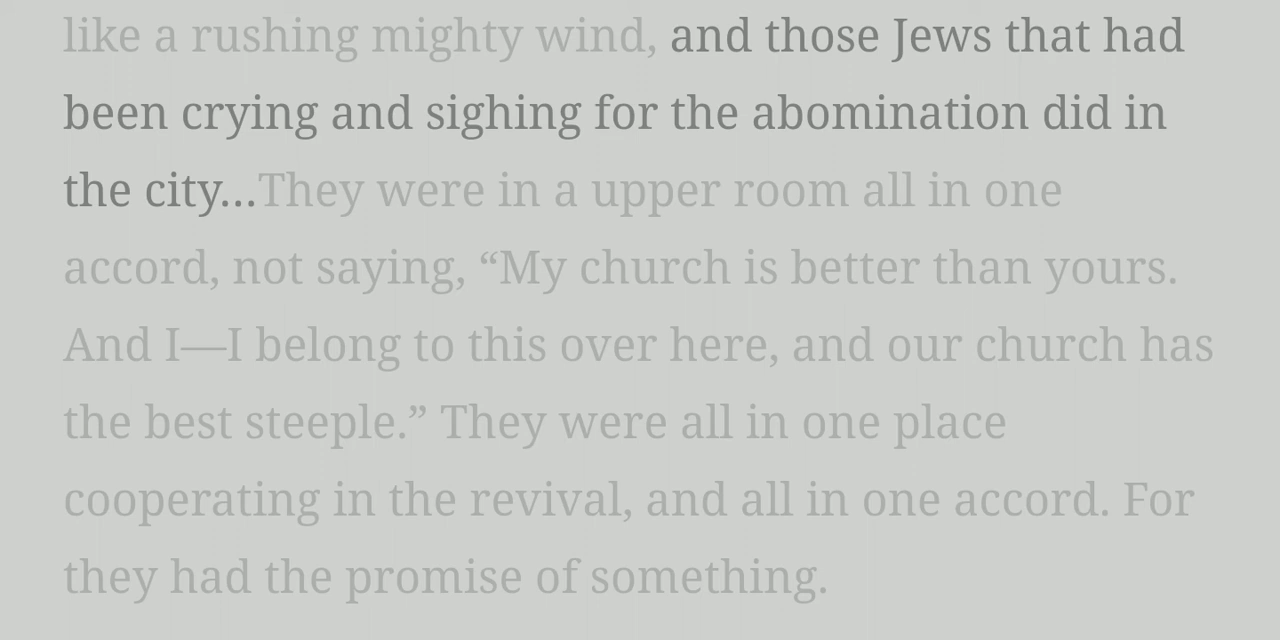 like a rushing mighty wind, and those Jews that had
been crying and sighing for the abomination did in
the city...They were in a upper room all in one
accord, not saying, “My church is better than yours.
And I—I belong to this over here, and our church has
the best steeple.” They were all in one place
cooperating in the revival, and all in one accord. For
they had the promise of something.